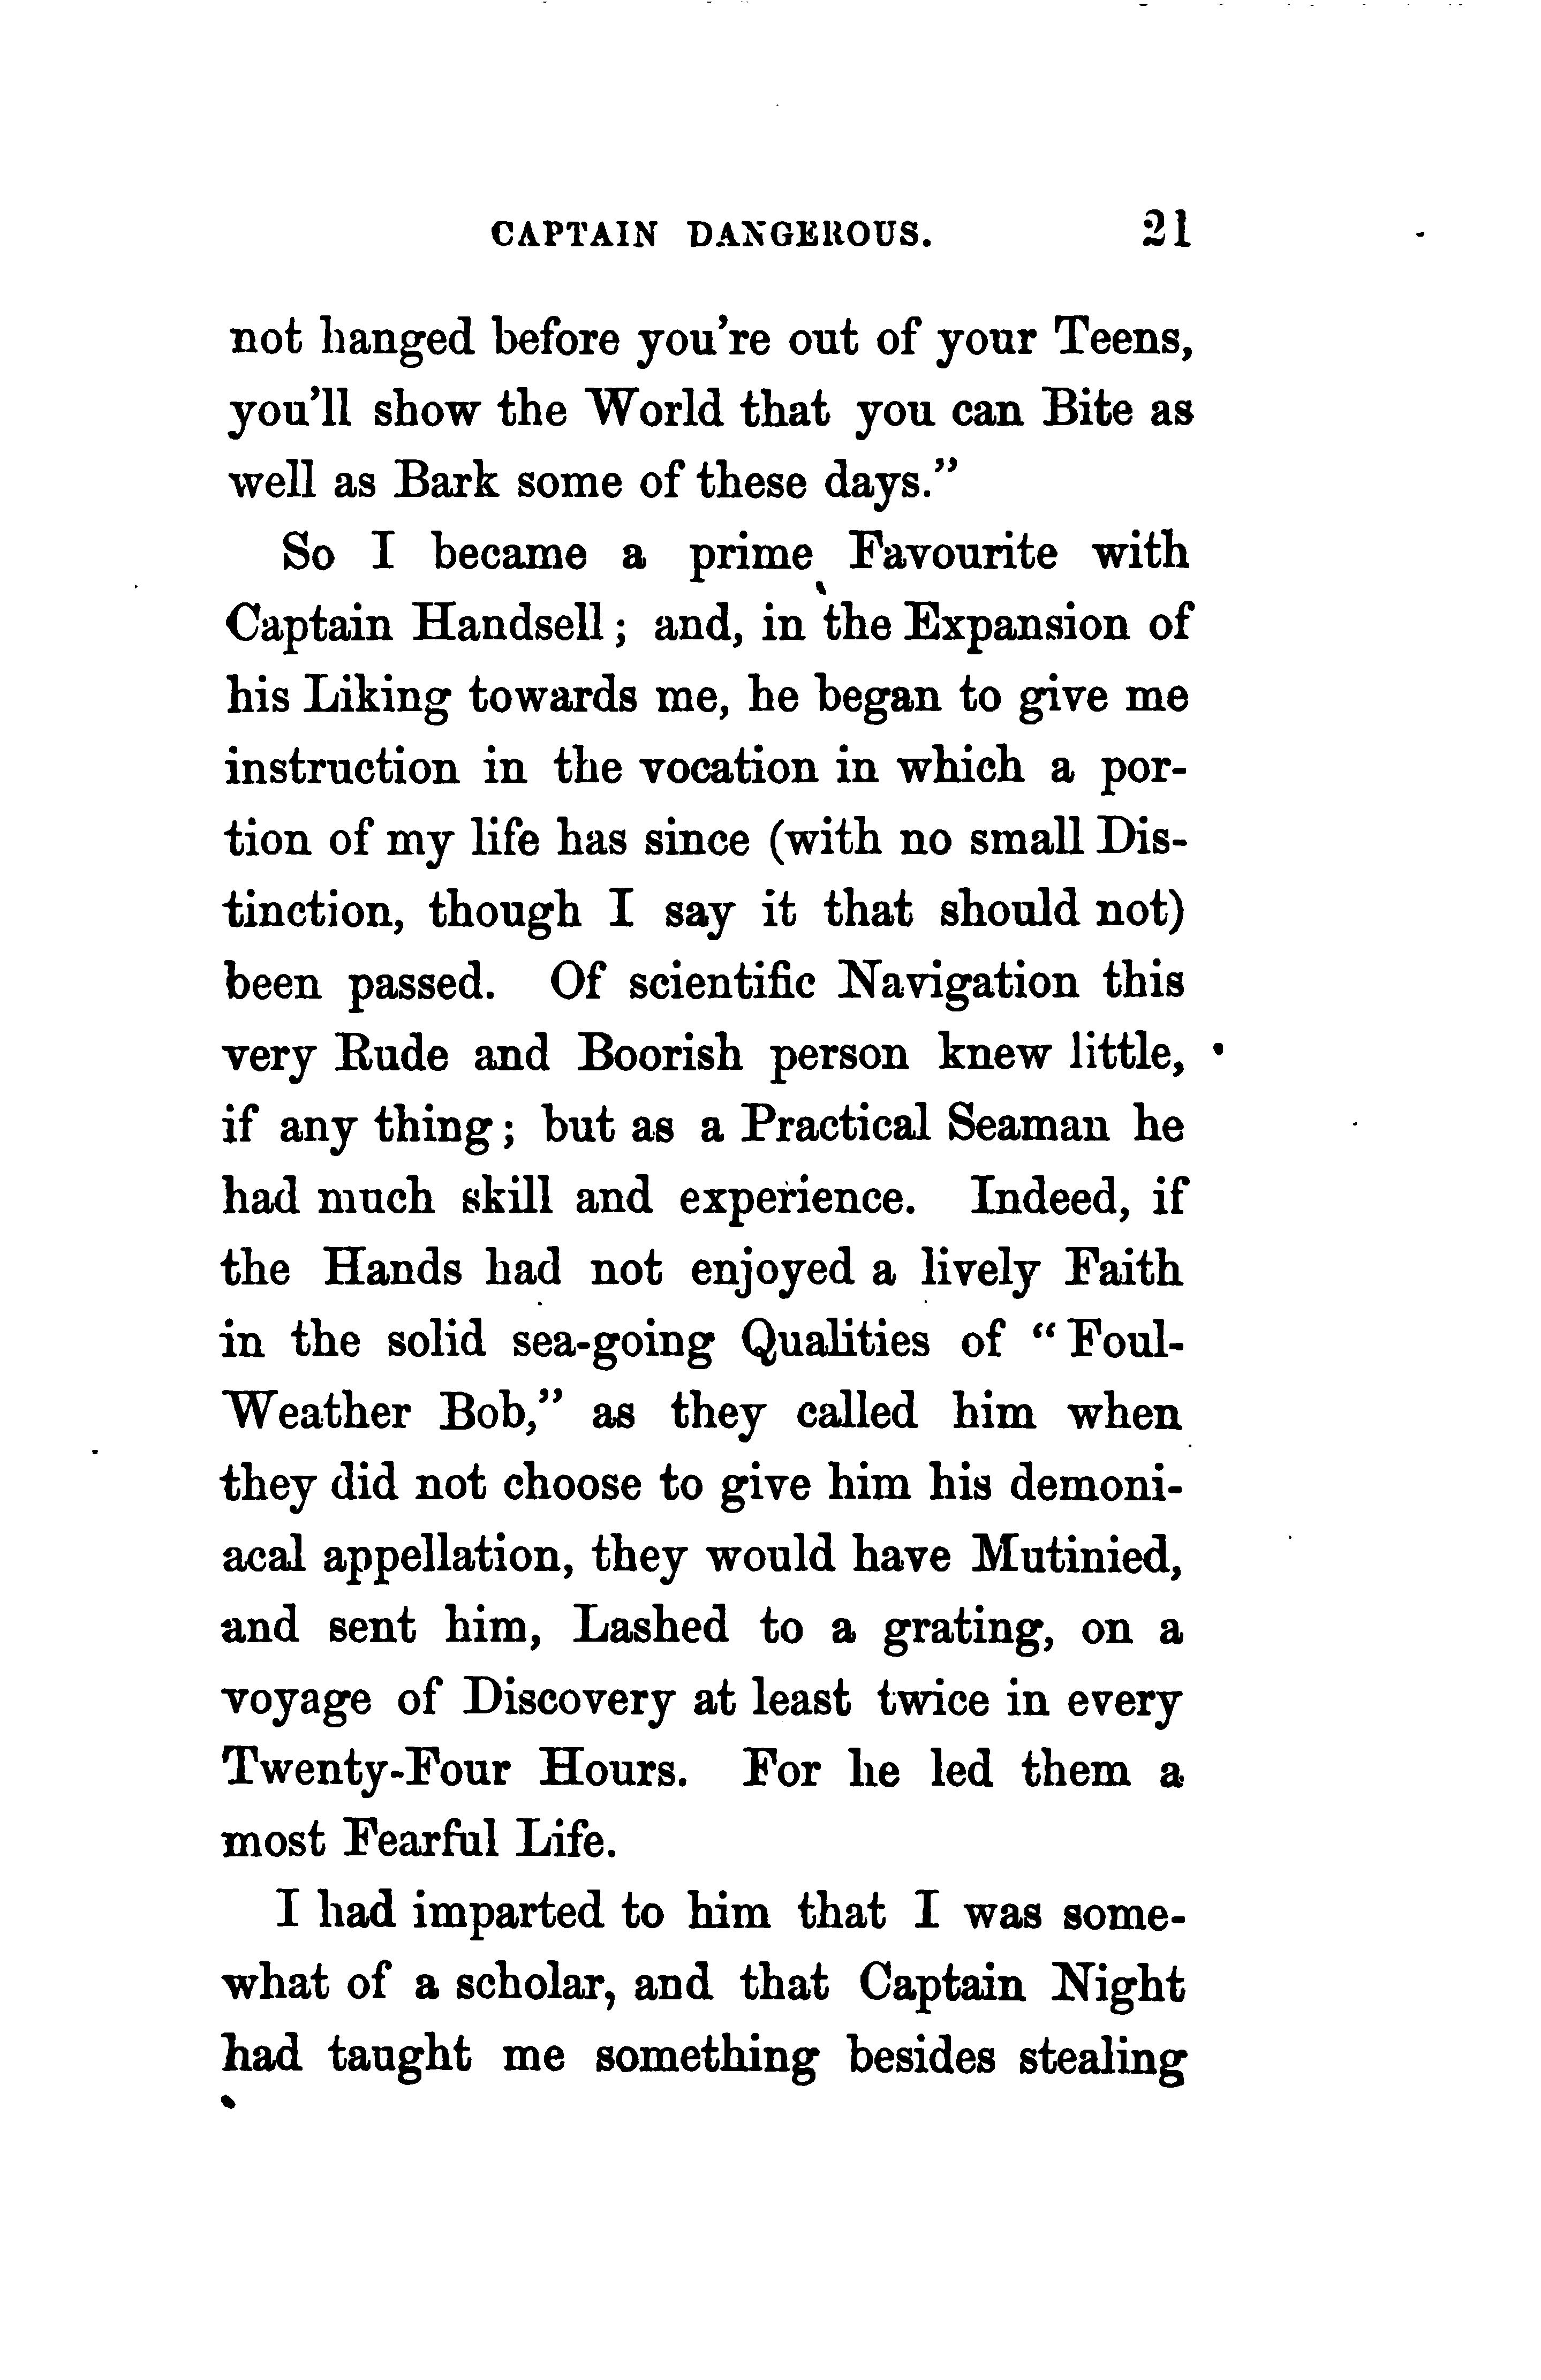 CAPTAIN DANGEROUS. 21
not hanged before you're out of your Teens,
you'll show the World that you can Bite as
well as Bark some of these days.”
So I became a prime Favourite with
Captain Handsell; and, in the Expansion of
his Liking towards me, he began to give me
instruction in the vocation in which a por-
tion of my life has since (with no small Dis-
tinction, though I say it that should not)
been passed. Of scientific Navigation this
very Rude and Boorish person knew little,
if any thing; but as a Practical Seaman he
had much skill and experience. Indeed, if
the Hands had not enjoyed a lively Faith
in the solid sea-going Qualities of “Foul-
Weather Bob,” as they called him when
they did not choose to give him his demoni-
acal appellation, they would have Mutinied,
and sent him, Lashed to a grating, on a
voyage of Discovery at least twice in every
Twenty-Four Hours. For he led them a
most Fearful Life.
I had imparted to him that I was some-
what of a scholar, and that Captain Night
had taught me something besides stealing